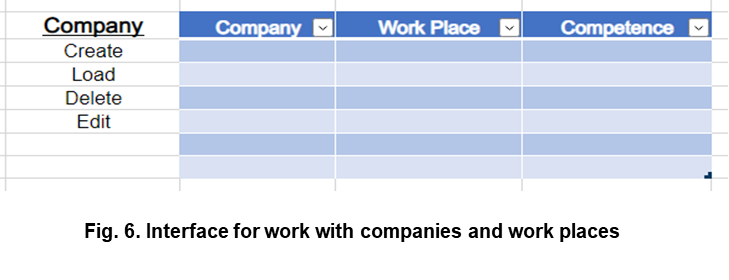 Company Company Work Place Competence
Create
Load
Delete
Edit
Fig. 6. Interface for work with companies and work places